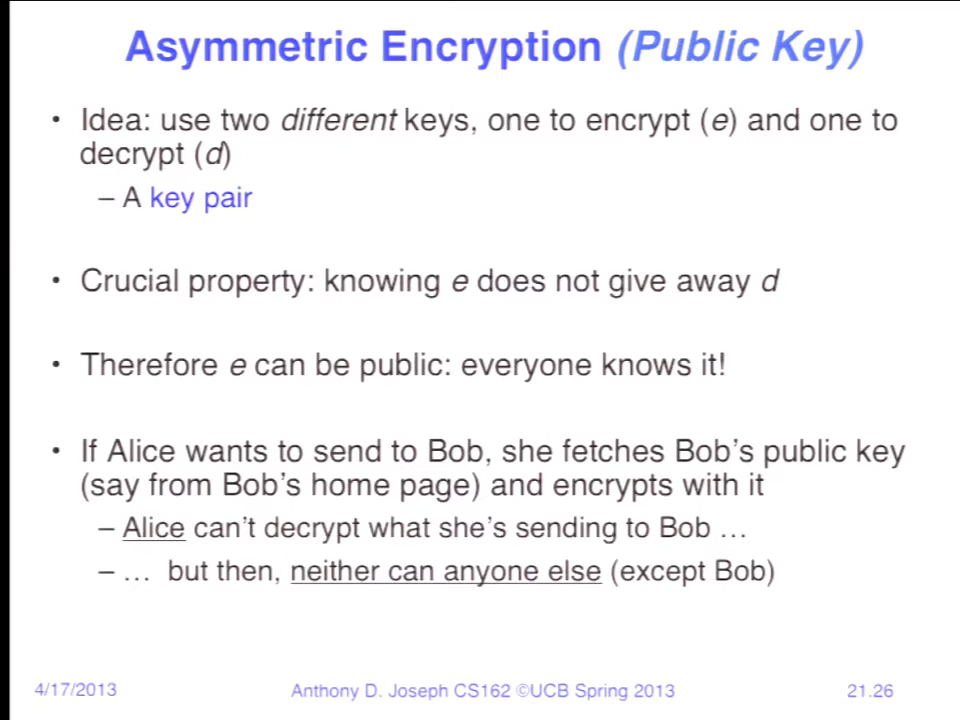 Asymmetric Encryption (Public Key)
• Idea: use two different keys, one to encrypt (e) and one to
decrypt (d)
– A key pair
• Crucial property: knowing e does not give away d
• Therefore e can be public: everyone knows it!
• If Alice wants to send to Bob, she fetches Bob’s public key
(say from Bob’s home page) and encrypts with it
– Alice can’t decrypt what she’s sending to Bob …
– … but then, neither can anyone else (except Bob)
4/17/2013 Anthony D. Joseph CS162 ©UCB Spring 2013 21.26